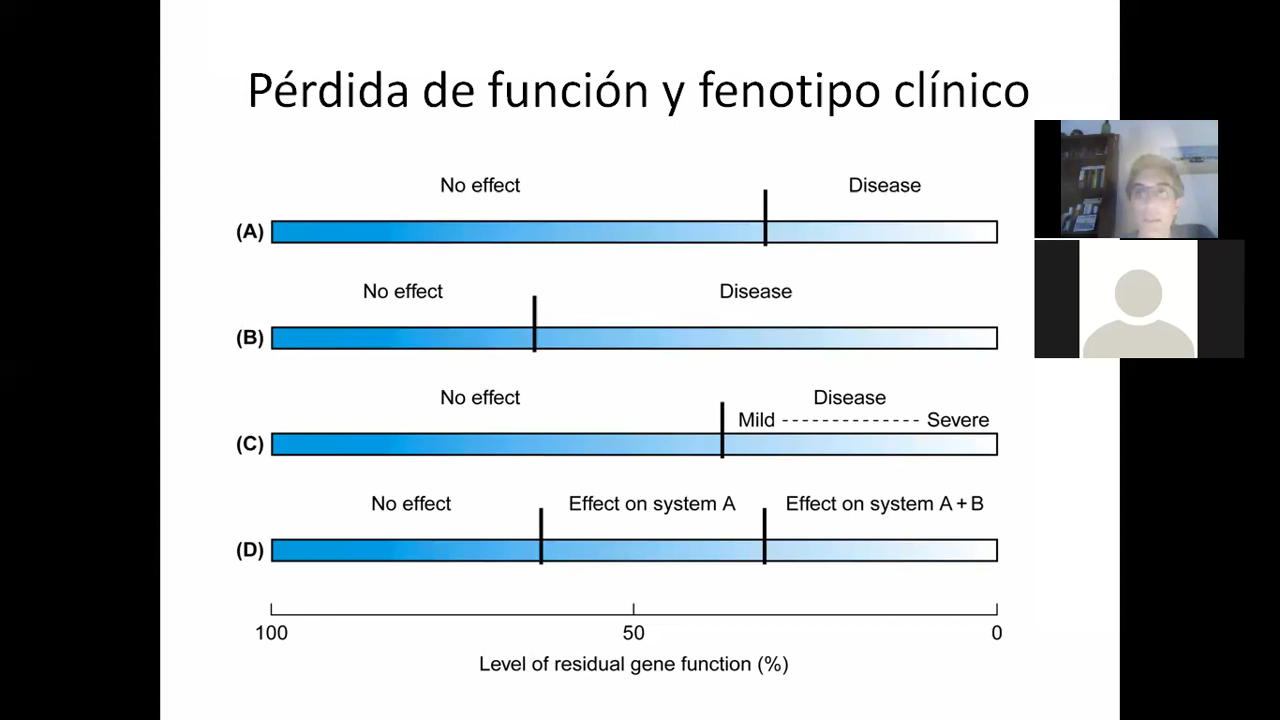 Pérdida de función y fenotipo clínico
No effect Disease
(A)
No effect Disease
(B)
No effect Disease
Mild Severe
(C)
No effect Effect on system A Effect on system A + B
(D)
100 50 0
Level of residual gene function (%)